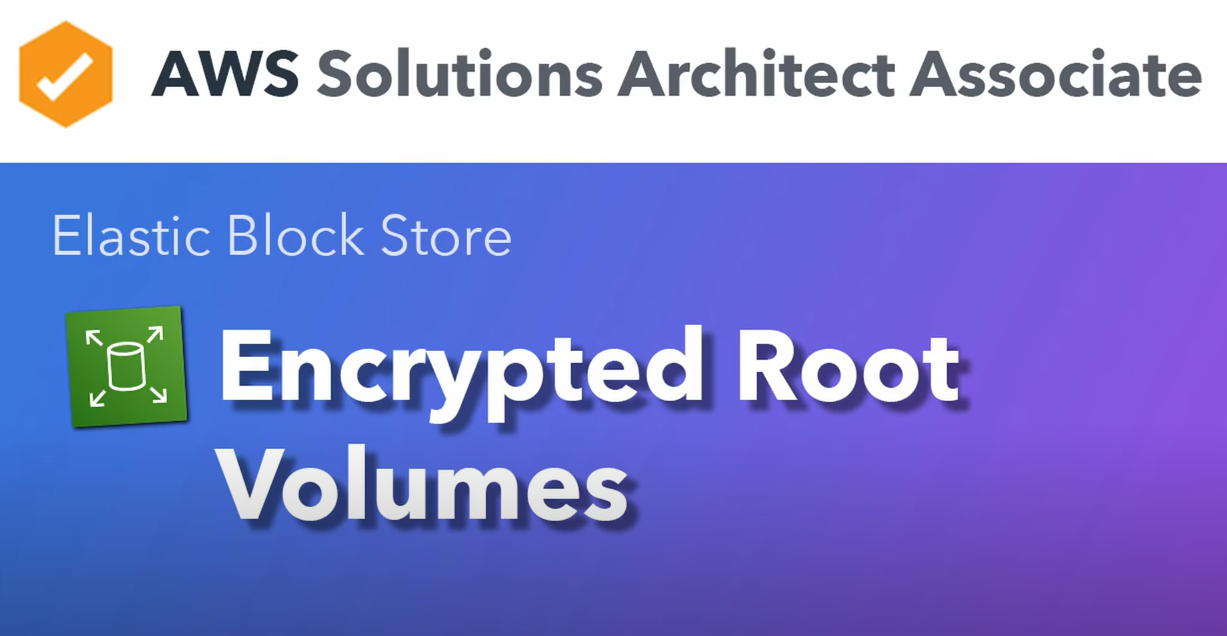 AWS Solutions Architect Associate
Elastic Block Store
Encrypted Root
Volumes